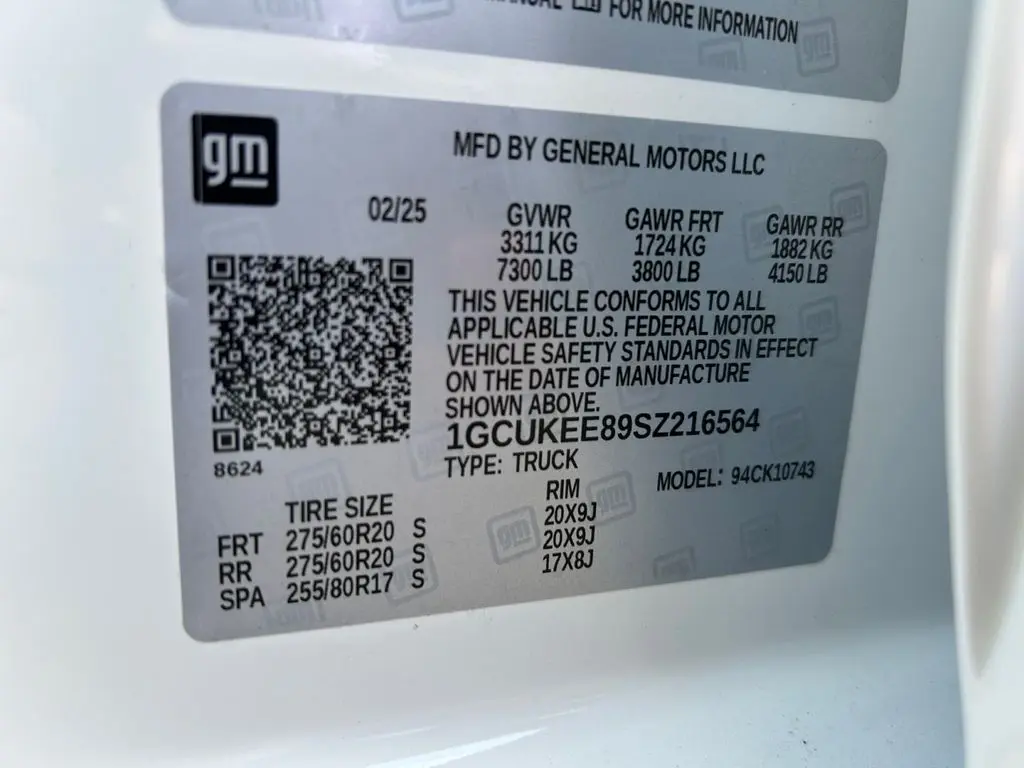 MANUAL FOR MORE INFORMATION
gm
MFD BY GENERAL MOTORS LLC
02/25
GVWR GAWR FRT GAWR RR
3311 KG 1724 KG 1882 KG
7300 LB 3800 LB 4150 LB
THIS VEHICLE CONFORMS TO ALL
APPLICABLE U.S. FEDERAL MOTOR
VEHICLE SAFETY STANDARDS IN EFFECT
ON THE DATE OF MANUFACTURE
SHOWN ABOVE.
1GCUKEE89SZ216564
8624
TYPE: TRUCK MODEL: 94CK10743
TIRE SIZE RIM
FRT 275/60R20 S 20X9J
RR 275/60R20 S 20X9J
SPA 255/80R17 S 17X8J